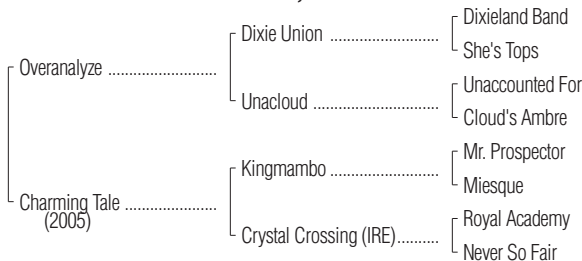 Dixieland Band
Dixie Union ..........................
She's Tops
Overanalyze ..........................
Unaccounted For
Unacloud ..............................
Cloud's Ambre
Mr. Prospector
Kingmambo ..........................
Miesque
Charming Tale ......................
(2005)
Royal Academy
Crystal Crossing (IRE)..........
Never So Fair